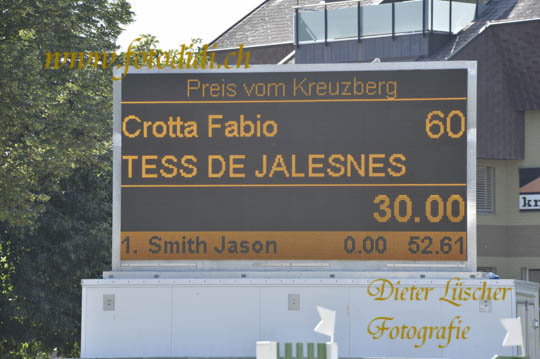 www.fotodidi.ch
Preis vom Kreuzberg
Crotta Fabio 60
TESS DE JALESNES
30.00
1. Smith Jason 0.00 52.61
Dieter Lüscher
Fotografie